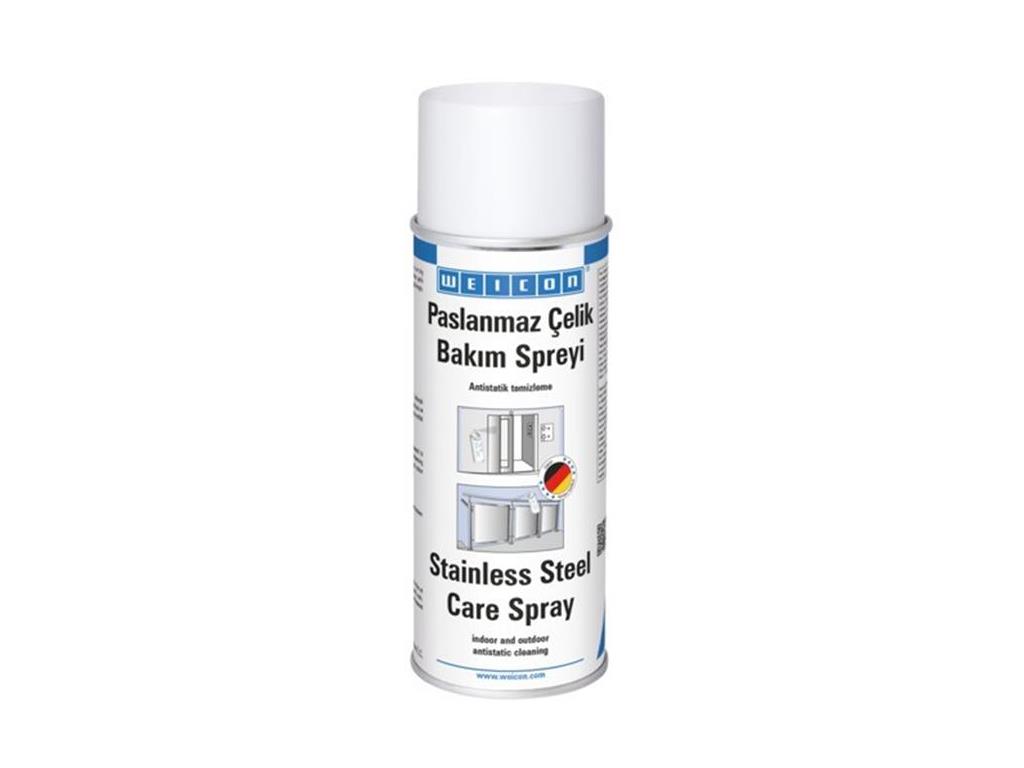 WEICON
Paslanmaz Çelik
Bakım Spreyi
Antistatik temizleme
Stainless Steel
Care Spray
indoor and outdoor
antistatic cleaning
www.weicon.com